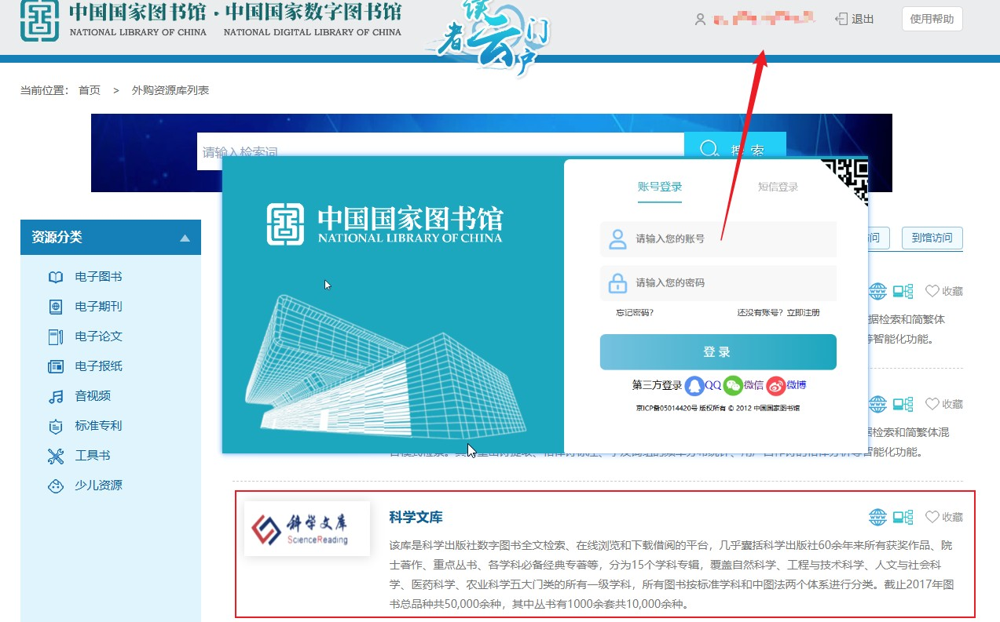 中国国家图书馆·中国国家数字图书馆
NATIONAL LIBRARY OF CHINA NATIONAL DIGITAL LIBRARY OF CHINA
读者云门户
退出
使用帮助
当前位置： 首页 > 外购资源库列表
请输入检索词
搜 索
中国国家图书馆
NATIONAL LIBRARY OF CHINA
账号登录
短信登录
请输入您的账号
请输入您的密码
忘记密码?
还没有账号? 立即注册
登 录
第三方登录 QQ 微信 微博
京ICP备05014420号 版权所有 © 2012 中国国家图书馆
资源分类
电子图书
电子期刊
电子论文
电子报纸
音视频
标准专利
工具书
少儿资源
问
到馆访问
收藏
据检索和简繁体
等智能化功能。
收藏
据检索和简繁体混
能化功能。
科学文库
ScienceReading
科学文库
收藏
该库是科学出版社数字图书全文检索、在线浏览和下载借阅的平台，几乎囊括科学出版社60余年来所有获奖作品、院
士著作、重点丛书、各学科必备经典专著等，分为15个学科专辑，覆盖自然科学、工程与技术科学、人文与社会科
学、医药科学、农业科学五大门类的所有一级学科，所有图书按标准学科和中图法两个体系进行分类。截止2017年图
书总品种共50,000余种，其中丛书有1000余套共10,000余种。